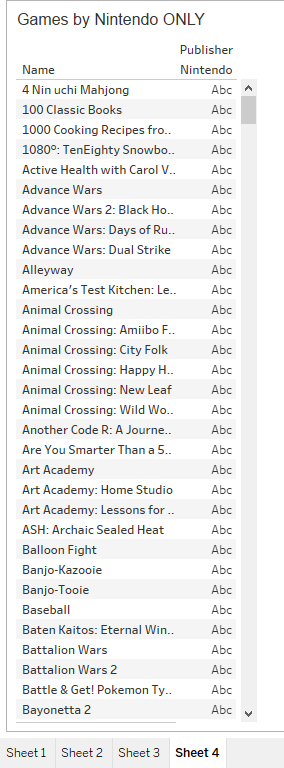 Games by Nintendo ONLY
Publisher
Name Nintendo
4 Nin uchi Mahjong Abc
100 Classic Books Abc
1000 Cooking Recipes fro.. Abc
1080°: TenEighty Snowbo.. Abc
Active Health with Carol V.. Abc
Advance Wars Abc
Advance Wars 2: Black Ho.. Abc
Advance Wars: Days of Ru.. Abc
Advance Wars: Dual Strike Abc
Alleyway Abc
America's Test Kitchen: Le.. Abc
Animal Crossing Abc
Animal Crossing: Amiibo F.. Abc
Animal Crossing: City Folk Abc
Animal Crossing: Happy H.. Abc
Animal Crossing: New Leaf Abc
Animal Crossing: Wild Wo.. Abc
Another Code R: A Journe.. Abc
Are You Smarter Than a 5.. Abc
Art Academy Abc
Art Academy: Home Studio Abc
Art Academy: Lessons for .. Abc
ASH: Archaic Sealed Heat Abc
Balloon Fight Abc
Banjo-Kazooie Abc
Banjo-Tooie Abc
Baseball Abc
Baten Kaitos: Eternal Win.. Abc
Battalion Wars Abc
Battalion Wars 2 Abc
Battle & Get! Pokemon Ty.. Abc
Bayonetta 2 Abc
Sheet 1 Sheet 2 Sheet 3 Sheet 4